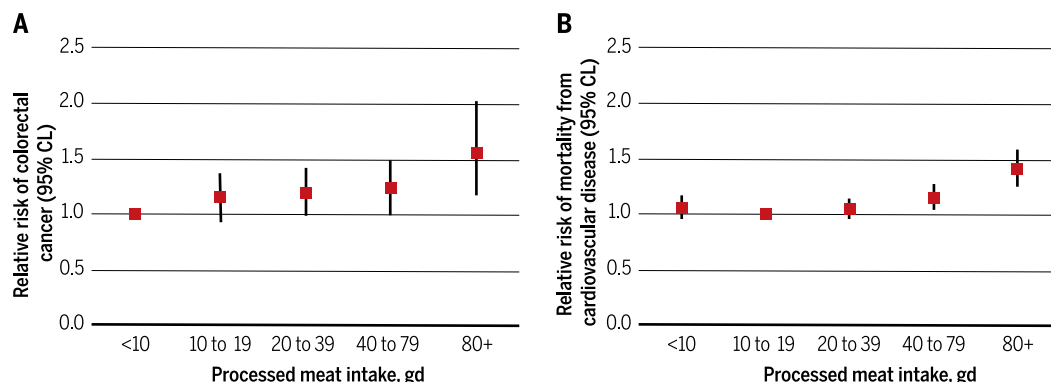 A
Relative risk of colorectal
cancer (95% CL)
2.5
2.0
1.5
1.0
0.5
0.0
<10
10 to 19
20 to 39
40 to 79
80+
Processed meat intake, gd
B
Relative risk of mortality from
cardiovascular disease (95% CL)
2.5
2.0
1.5
1.0
0.5
0.0
<10
10 to 19
20 to 39
40 to 79
80+
Processed meat intake, gd